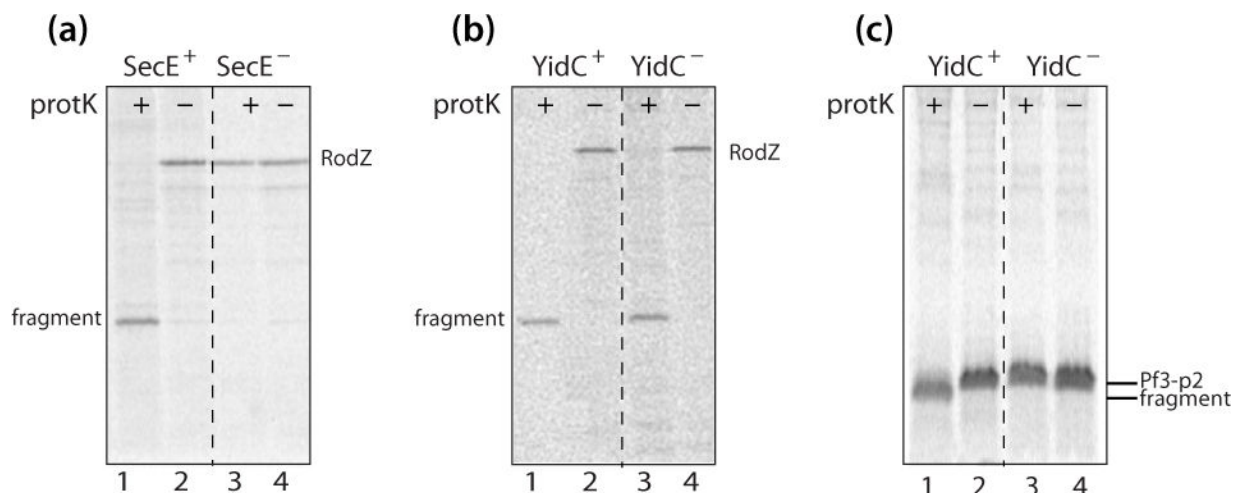 (a)
SecE+ SecE−
protK + − + −
RodZ
fragment
1 2 3 4
(b)
YidC+ YidC−
protK + − + −
RodZ
fragment
1 2 3 4
(c)
YidC+ YidC−
protK + − + −
Pf3-p2
fragment
1 2 3 4